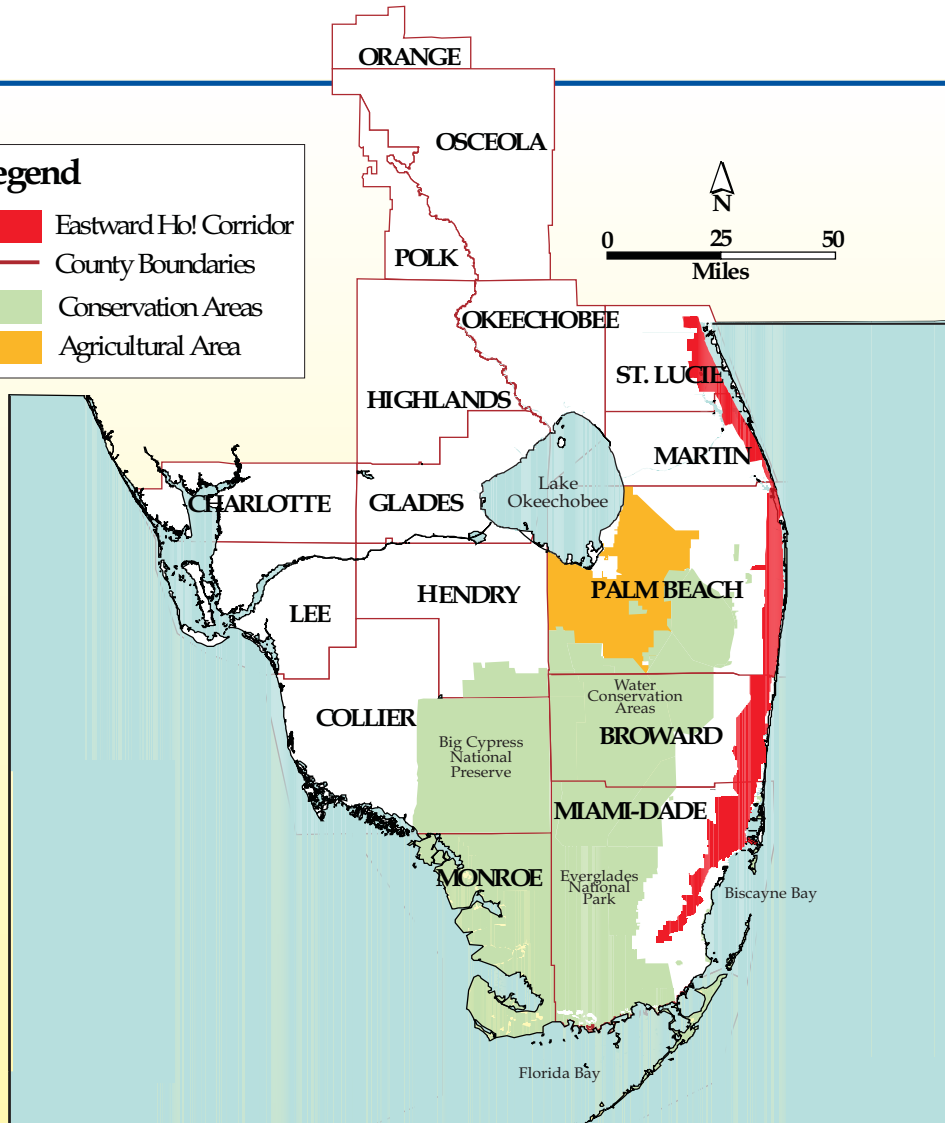 ORANGE
OSCEOLA
egend
Eastward Ho! Corridor
County Boundaries
Conservation Areas
Agricultural Area
N
0 25 50
Miles
POLK
OKEECHOBEE
ST. LUCIE
HIGHLANDS
MARTIN
CHARLOTTE
GLADES
Lake
Okeechobee
LEE
HENDRY
PALM BEACH
COLLIER
Water
Conservation
Areas
BROWARD
Big Cypress
National
Preserve
MIAMI-DADE
MONROE
Everglades
National
Park
Biscayne Bay
Florida Bay